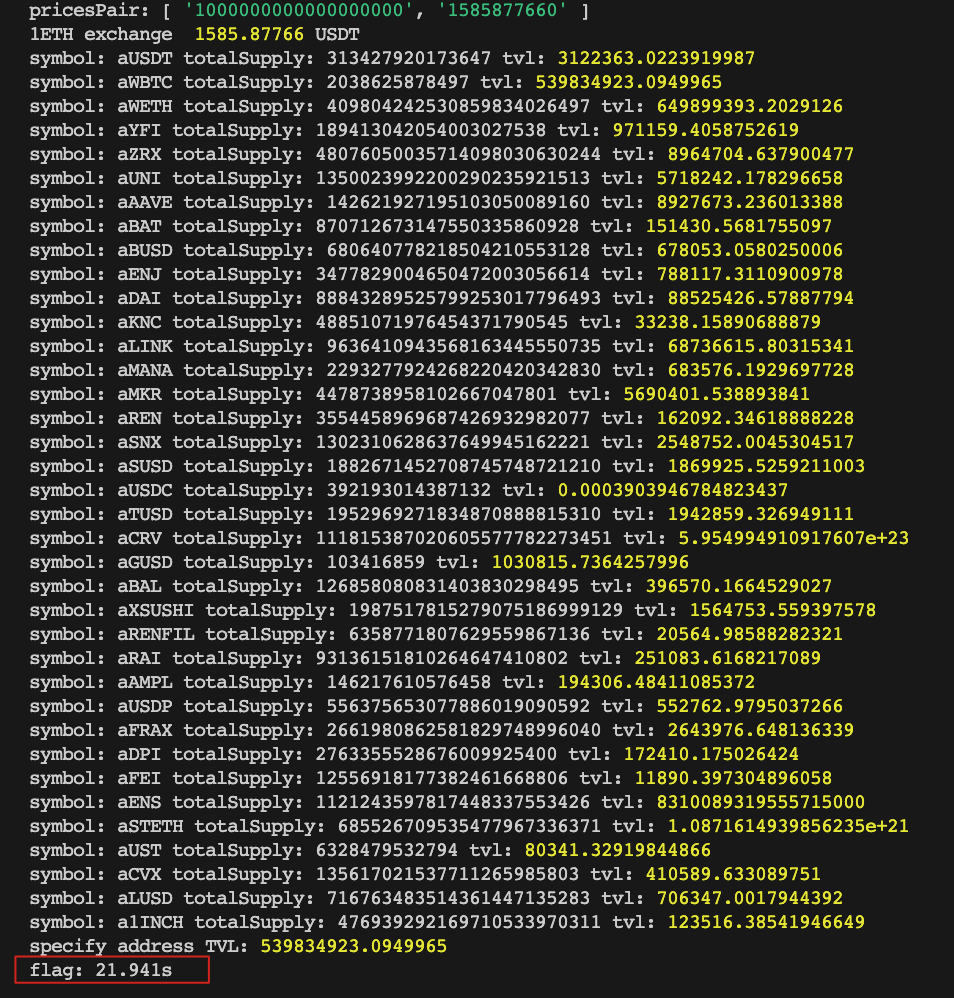 pricesPair: [ '1000000000000000000', '1585877660' ]
1ETH exchange  1585.87766 USDT
symbol: aUSDT totalSupply: 313427920173647 tvl: 3122363.0223919987
symbol: aWBTC totalSupply: 2038625878497 tvl: 539834923.0949965
symbol: aWETH totalSupply: 409804242530859834026497 tvl: 649899393.2029126
symbol: aYFI totalSupply: 189413042054003027538 tvl: 971159.4058752619
symbol: aZRX totalSupply: 48076050035714098030630244 tvl: 8964704.637900477
symbol: aUNI totalSupply: 1350023992200290235921513 tvl: 5718242.178296658
symbol: aAAVE totalSupply: 142621927195103050089160 tvl: 8927673.236013388
symbol: aBAT totalSupply: 870712673147550335860928 tvl: 151430.5681755097
symbol: aBUSD totalSupply: 680640778218504210553128 tvl: 678053.0580250006
symbol: aENJ totalSupply: 3477829004650472003056614 tvl: 788117.3110900978
symbol: aDAI totalSupply: 88843289525799253017796493 tvl: 88525426.57887794
symbol: aKNC totalSupply: 48851071976454371790545 tvl: 33238.15890688879
symbol: aLINK totalSupply: 9636410943568163445550735 tvl: 68736615.80315341
symbol: aMANA totalSupply: 2293277924268220420342830 tvl: 683576.1929697728
symbol: aMKR totalSupply: 4478738958102667047801 tvl: 5690401.538893841
symbol: aREN totalSupply: 3554458969687426932982077 tvl: 162092.34618888228
symbol: aSNX totalSupply: 1302310628637649945162221 tvl: 2548752.0045304517
symbol: aSUSD totalSupply: 1882671452708745748721210 tvl: 1869925.5259211003
symbol: aUSDC totalSupply: 392193014387132 tvl: 0.0003903946784823437
symbol: aTUSD totalSupply: 1952969271834870888815310 tvl: 1942859.326949111
symbol: aCRV totalSupply: 111815387020605577782273451 tvl: 5.954994910917607e+23
symbol: aGUSD totalSupply: 103416859 tvl: 1030815.7364257996
symbol: aBAL totalSupply: 126858080831403830298495 tvl: 396570.1664529027
symbol: aXSUSHI totalSupply: 1987517815279075186999129 tvl: 1564753.559397578
symbol: aRENFIL totalSupply: 6358771807629559867136 tvl: 20564.98588282321
symbol: aRAI totalSupply: 93136151810264647410802 tvl: 251083.6168217089
symbol: aAMPL totalSupply: 146217610576458 tvl: 194306.48411085372
symbol: aUSDP totalSupply: 556375653077886019090592 tvl: 552762.9795037266
symbol: aFRAX totalSupply: 2661980862581829748996040 tvl: 2643976.648136339
symbol: aDPI totalSupply: 2763355528676009925400 tvl: 172410.175026424
symbol: aFEI totalSupply: 12556918177382461668806 tvl: 11890.397304896058
symbol: aENS totalSupply: 1121243597817448337553426 tvl: 8310089319555715000
symbol: aSTETH totalSupply: 685526709535477967336371 tvl: 1.0871614939856235e+21
symbol: aUST totalSupply: 6328479532794 tvl: 80341.32919844866
symbol: aCVX totalSupply: 135617021537711265985803 tvl: 410589.633089751
symbol: aLUSD totalSupply: 716763483514361447135283 tvl: 706347.0017944392
symbol: a1INCH totalSupply: 476939292169710533970311 tvl: 123516.38541946649
specify address TVL: 539834923.0949965
flag: 21.941s